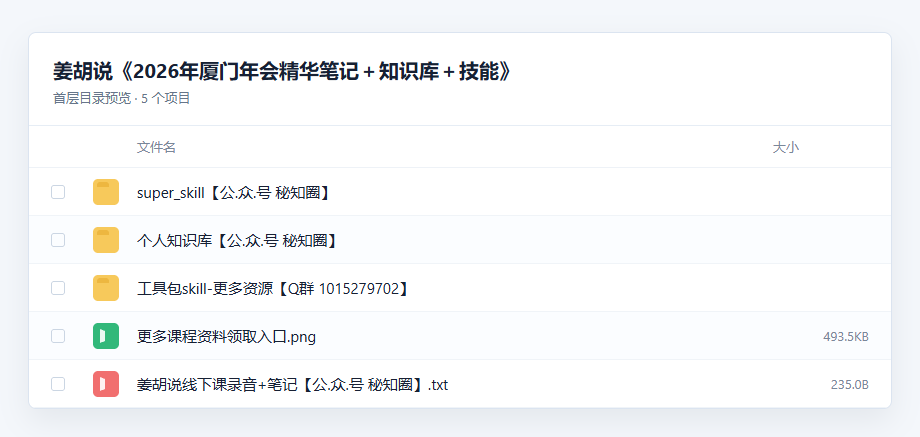 姜胡说《2026年厦门年会精华笔记+知识库+技能》
首层目录预览 · 5 个项目
文件名 大小
super_skill【公.众.号 秘知圈】
个人知识库【公.众.号 秘知圈】
工具包skill-更多资源【Q群 1015279702】
更多课程资料领取入口.png 493.5KB
姜胡说线下课录音+笔记【公.众.号 秘知圈】.txt 235.0B